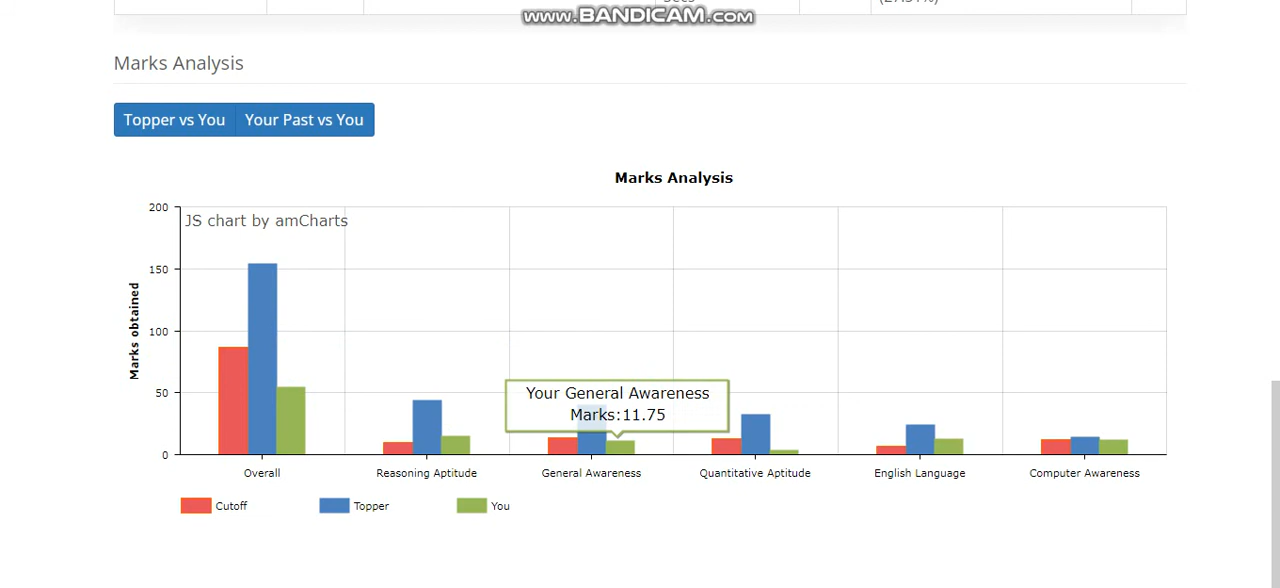 www.BANDICAM.com
Marks Analysis
Topper vs You
Your Past vs You
Marks Analysis
JS chart by amCharts
Marks obtained
200
150
100
50
0
Your General Awareness
Marks:11.75
Overall
Reasoning Aptitude
General Awareness
Quantitative Aptitude
English Language
Computer Awareness
Cutoff
Topper
You